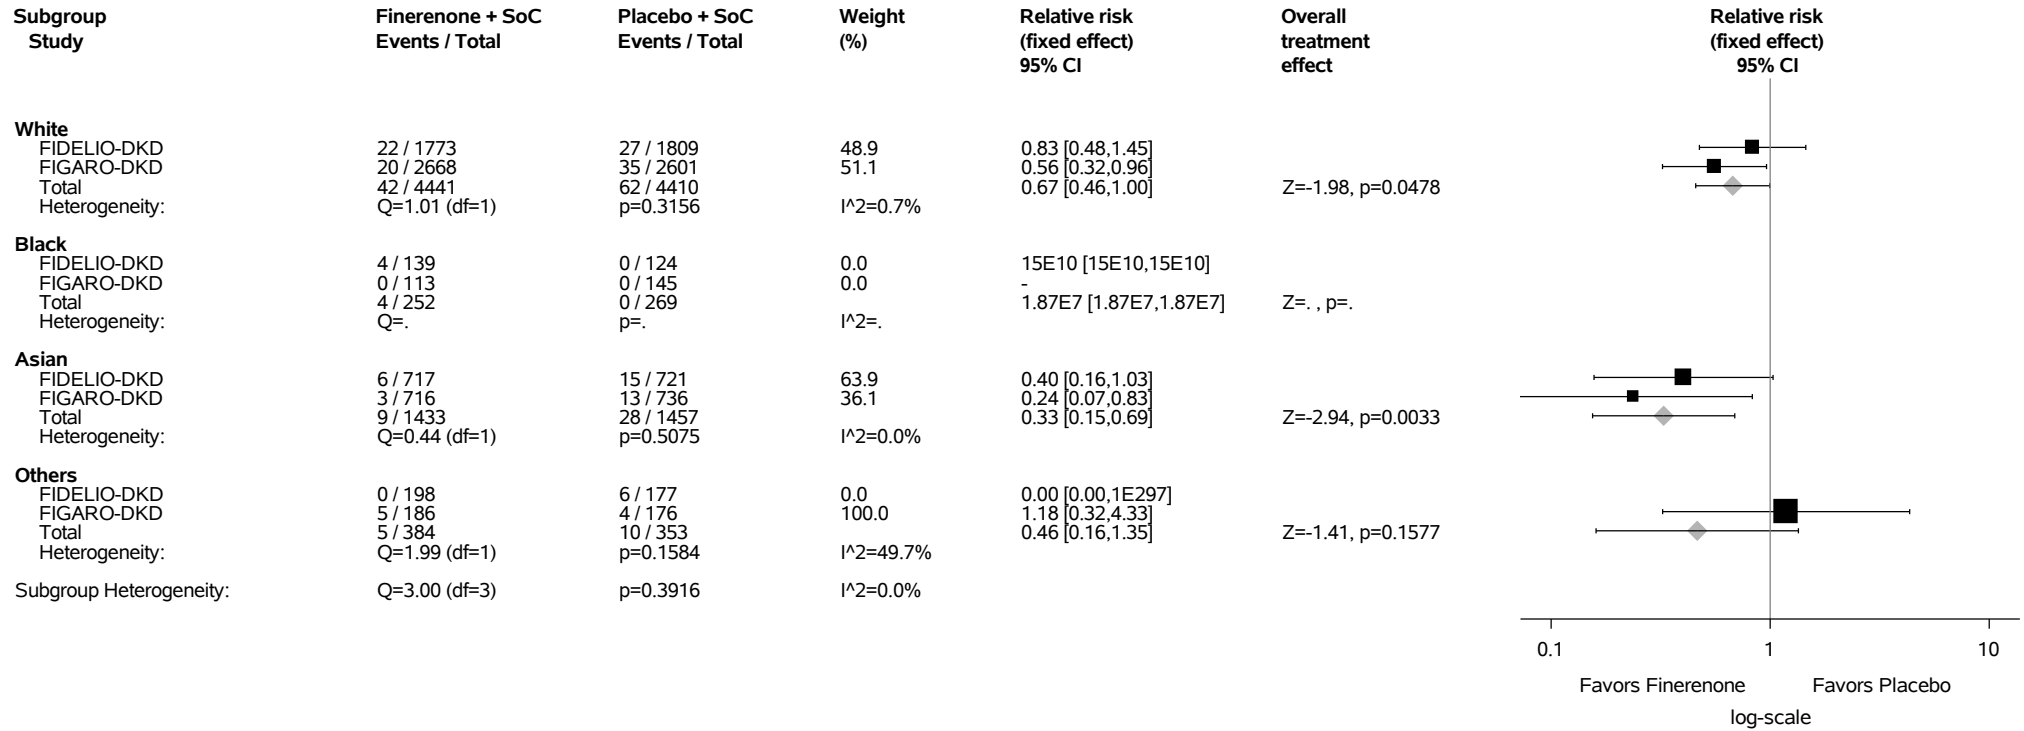 Subgroup Finerenone + SoC Placebo + SoC Weight Relative risk Overall Relative risk
Study Events / Total Events / Total (%) (fixed effect) treatment (fixed effect)
95% CI effect 95% CI
White
FIDELIO-DKD 22 / 1773 27 / 1809 48.9 0.83 [0.48,1.45]
FIGARO-DKD 20 / 2668 35 / 2601 51.1 0.56 [0.32,0.96]
Total 42 / 4441 62 / 4410 0.67 [0.46,1.00] Z=-1.98, p=0.0478
Heterogeneity: Q=1.01 (df=1) p=0.3156 I^2=0.7%
Black
FIDELIO-DKD 4 / 139 0 / 124 0.0 15E10 [15E10,15E10]
FIGARO-DKD 0 / 113 0 / 145 0.0 -
Total 4 / 252 0 / 269 1.87E7 [1.87E7,1.87E7] Z=. , p=.
Heterogeneity: Q=. p=. I^2=.
Asian
FIDELIO-DKD 6 / 717 15 / 721 63.9 0.40 [0.16,1.03]
FIGARO-DKD 3 / 716 13 / 736 36.1 0.24 [0.07,0.83]
Total 9 / 1433 28 / 1457 0.33 [0.15,0.69] Z=-2.94, p=0.0033
Heterogeneity: Q=0.44 (df=1) p=0.5075 I^2=0.0%
Others
FIDELIO-DKD 0 / 198 6 / 177 0.0 0.00 [0.00,1E297]
FIGARO-DKD 5 / 186 4 / 176 100.0 1.18 [0.32,4.33]
Total 5 / 384 10 / 353 0.46 [0.16,1.35] Z=-1.41, p=0.1577
Heterogeneity: Q=1.99 (df=1) p=0.1584 I^2=49.7%
Subgroup Heterogeneity: Q=3.00 (df=3) p=0.3916 I^2=0.0%
0.1 1 10
Favors Finerenone Favors Placebo
log-scale